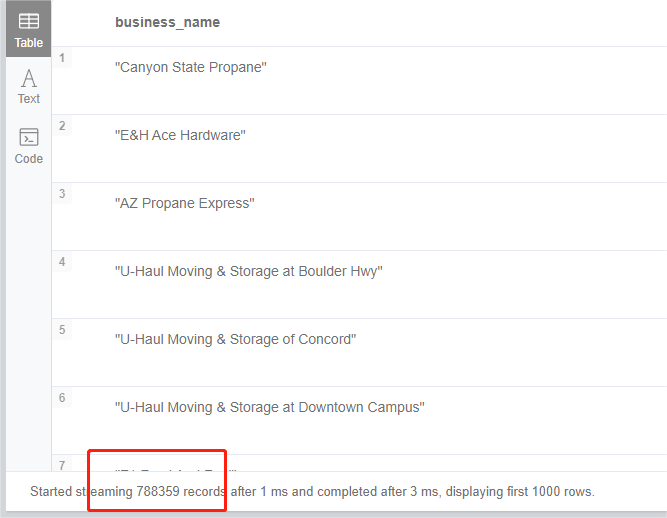 business_name
Table
1
"Canyon State Propane"
Text
2
"E&H Ace Hardware"
Code
3
"AZ Propane Express"
4
"U-Haul Moving & Storage at Boulder Hwy"
5
"U-Haul Moving & Storage of Concord"
6
"U-Haul Moving & Storage at Downtown Campus"
7
Started streaming 788359 records after 1 ms and completed after 3 ms, displaying first 1000 rows.